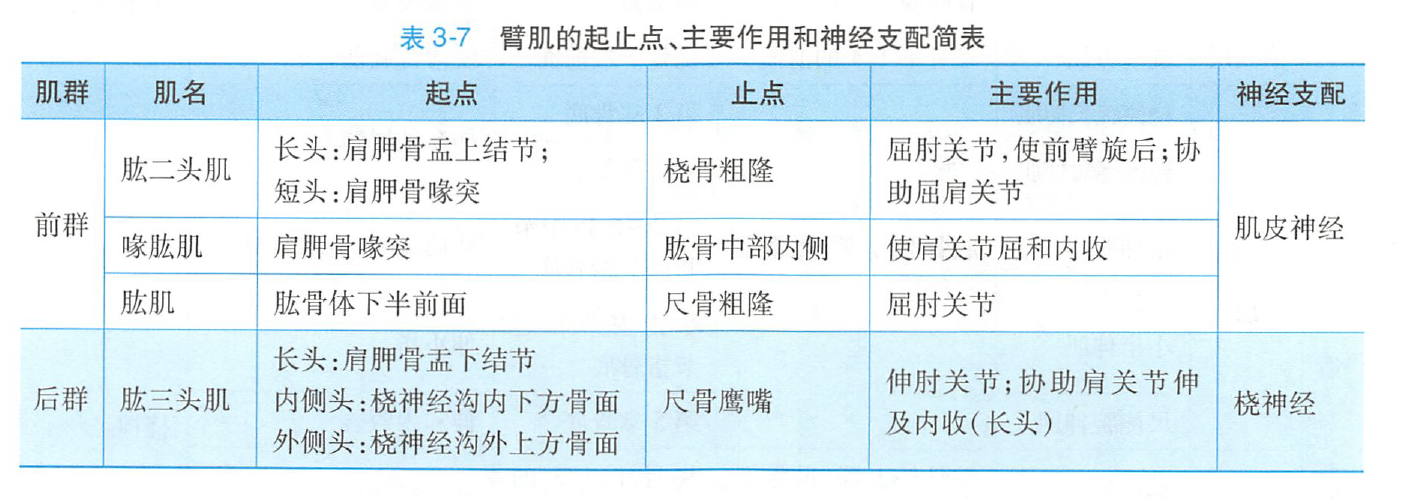 表 3-7 臂肌的起止点、主要作用和神经支配简表
肌群 肌名 起点 止点 主要作用 神经支配
前群 肱二头肌 长头:肩胛骨盂上结节; 桡骨粗隆 屈肘关节,使前臂旋后;协 肌皮神经
短头:肩胛骨喙突 助屈肩关节
喙肱肌 肩胛骨喙突 肱骨中部内侧 使肩关节屈和内收
肱肌 肱骨体下半前面 尺骨粗隆 屈肘关节
后群 肱三头肌 长头:肩胛骨盂下结节 尺骨鹰嘴 伸肘关节;协助肩关节伸 桡神经
内侧头:桡神经沟内下方骨面 及内收(长头)
外侧头:桡神经沟外上方骨面